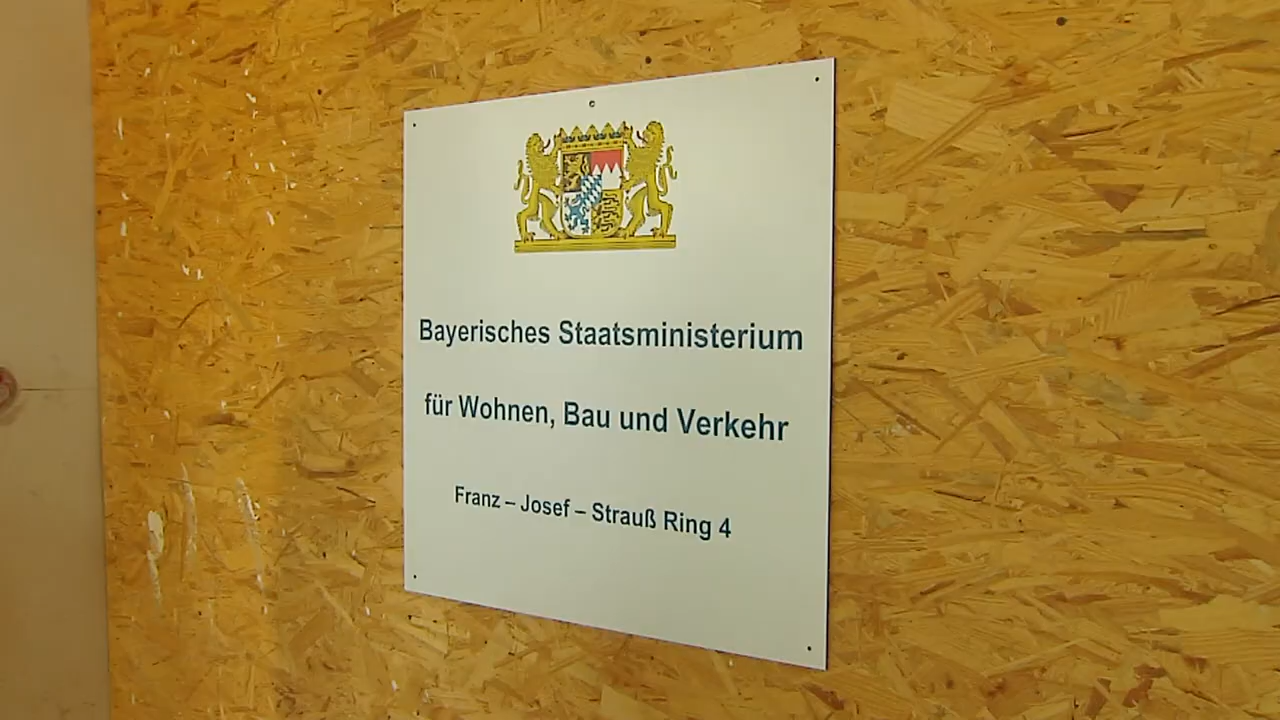 Bayerisches Staatsministerium
für Wohnen, Bau und Verkehr
Franz – Josef – Strauß Ring 4